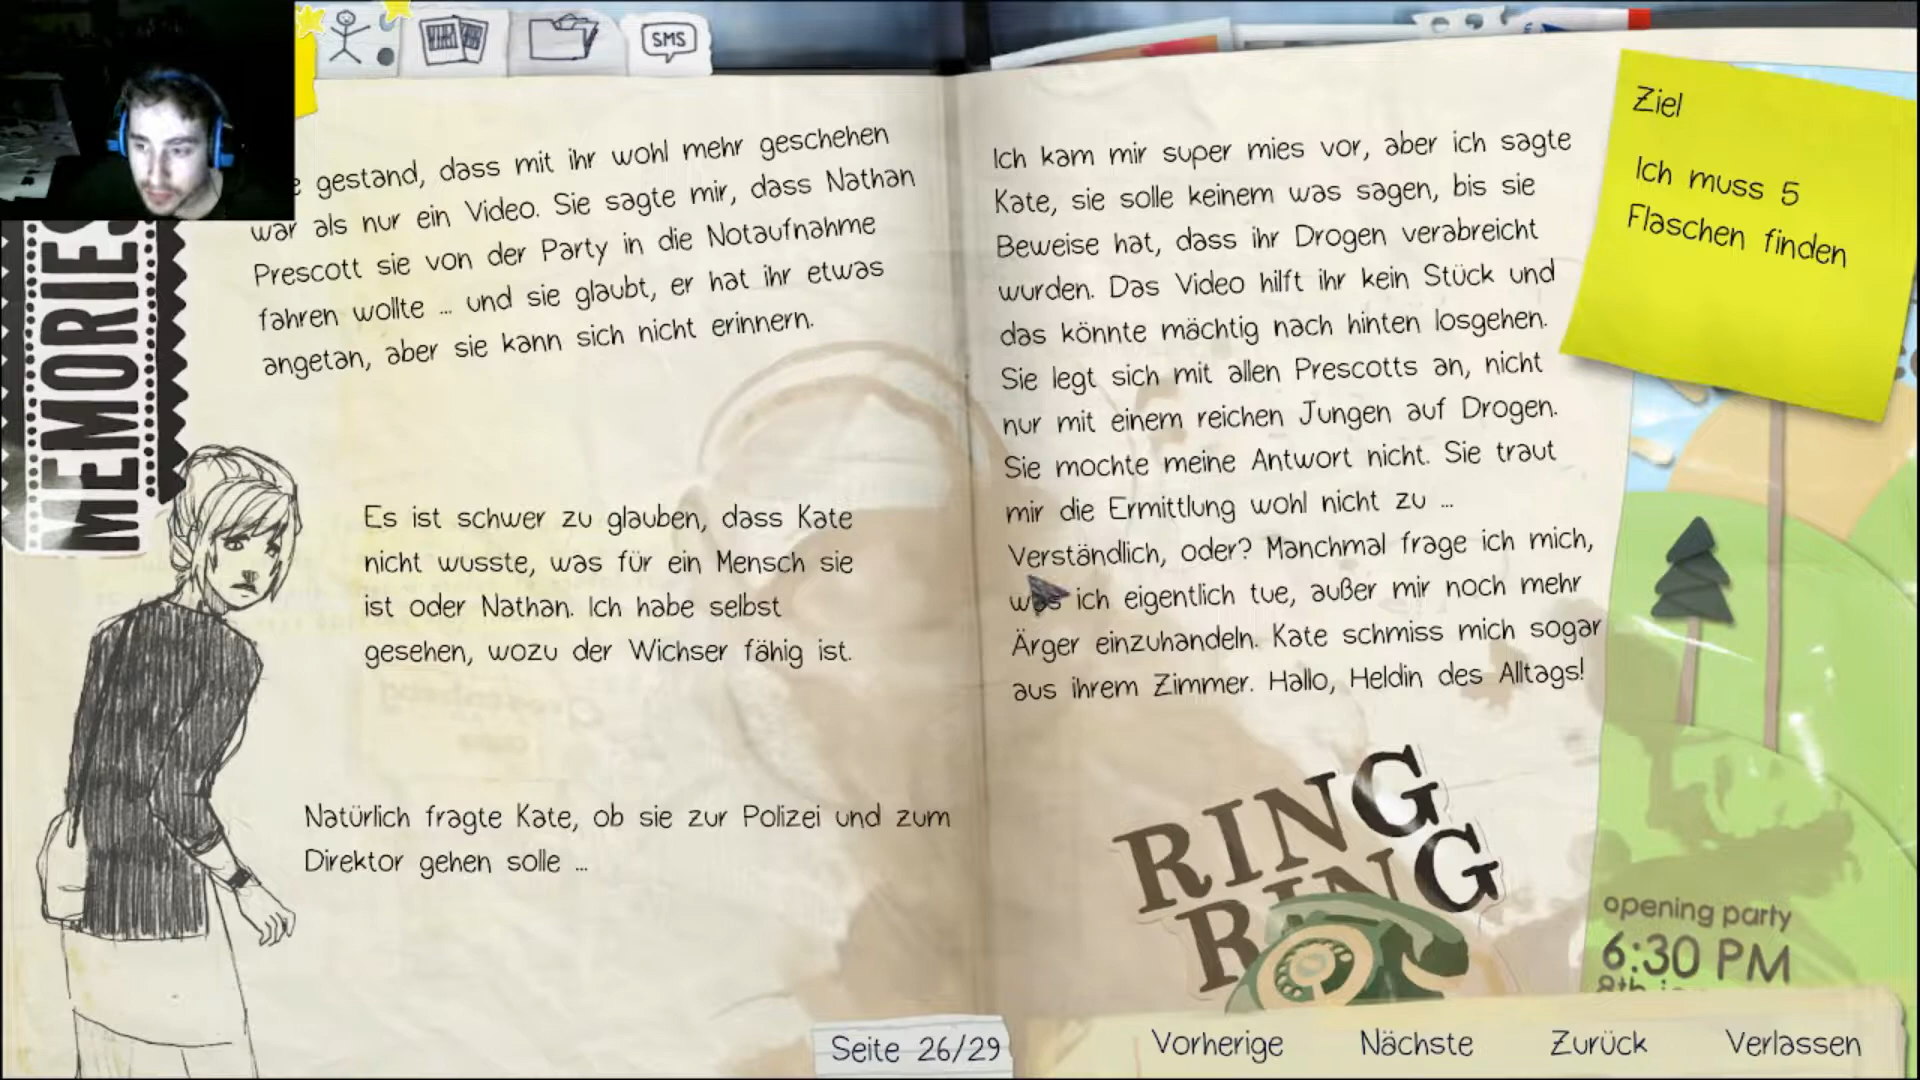 SMS
MEMORIES
gestand, dass mit ihr wohl mehr geschehen
war als nur ein Video. Sie sagte mir, dass Nathan
Prescott sie von der Party in die Notaufnahme
fahren wollte ... und sie glaubt, er hat ihr etwas
angetan, aber sie kann sich nicht erinnern.
Es ist schwer zu glauben, dass Kate
nicht wusste, was für ein Mensch sie
ist oder Nathan. Ich habe selbst
gesehen, wozu der Wichser fähig ist.
Natürlich fragte Kate, ob sie zur Polizei und zum
Direktor gehen solle ...
Ich kam mir super mies vor, aber ich sagte
Kate, sie solle keinem was sagen, bis sie
Beweise hat, dass ihr Drogen verabreicht
wurden. Das Video hilft ihr kein Stück und
das könnte mächtig nach hinten losgehen.
Sie legt sich mit allen Prescotts an, nicht
nur mit einem reichen Jungen auf Drogen.
Sie mochte meine Antwort nicht. Sie traut
mir die Ermittlung wohl nicht zu ...
Verständlich, oder? Manchmal frage ich mich,
was ich eigentlich tue, außer mir noch mehr
Ärger einzuhandeln. Kate schmiss mich sogar
aus ihrem Zimmer. Hallo, Heldin des Alltags!
RING
RING
Ziel
Ich muss 5
Flaschen finden
opening party
6:30 PM
Seite 26/29
Vorherige
Nächste
Zurück
Verlassen